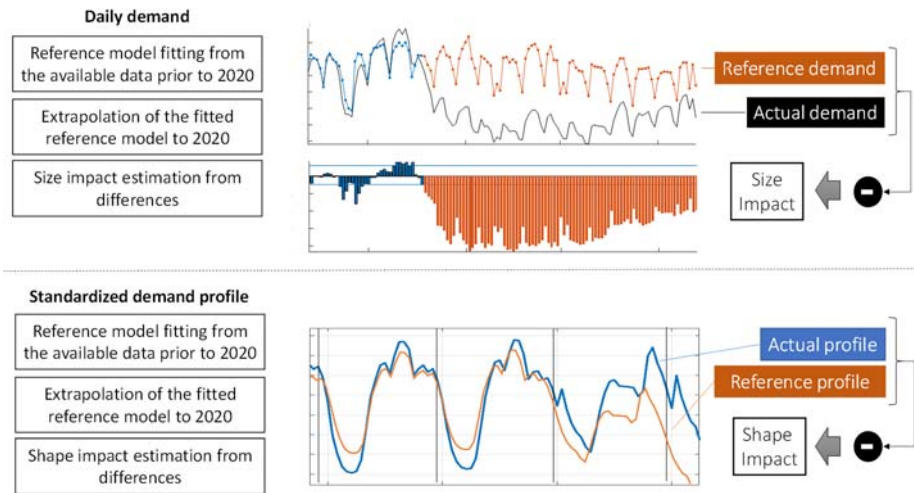 Daily demand
Reference model fitting from
the available data prior to 2020
Extrapolation of the fitted
reference model to 2020
Size impact estimation from
differences
Reference demand
Actual demand
Size
Impact
Standardized demand profile
Reference model fitting from
the available data prior to 2020
Extrapolation of the fitted
reference model to 2020
Shape impact estimation from
differences
Actual profile
Reference profile
Shape
Impact